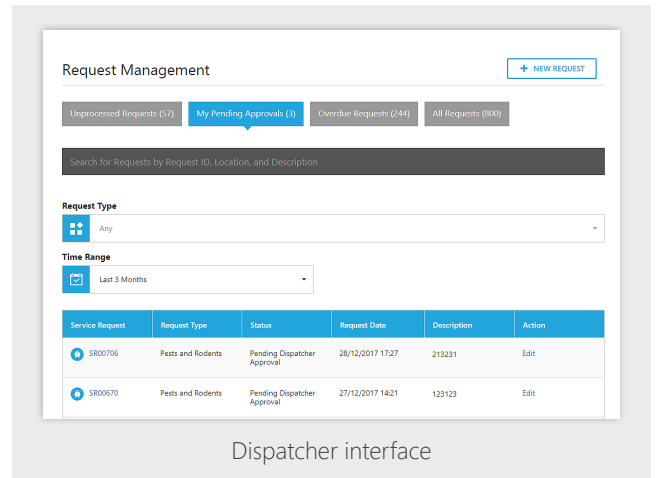 Request Management
+ NEW REQUEST
Unprocessed Requests (57) My Pending Approvals (3) Overdue Requests (244) All Requests (800)
Search for Requests by Request ID, Location, and Description
Request Type
Any
Time Range
Last 3 Months
Service Request Request Type Status Request Date Description Action
SR00706 Pests and Rodents Pending Dispatcher Approval 28/12/2017 17:27 213231 Edit
SR00670 Pests and Rodents Pending Dispatcher Approval 27/12/2017 14:21 123123 Edit
Dispatcher interface